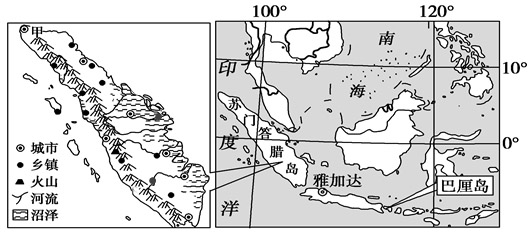 甲
城市
乡镇
火山
河流
沼泽
100°
120°
10°
0°
南
海
印
度
洋
苏
门
答
腊
岛
雅加达
巴厘岛